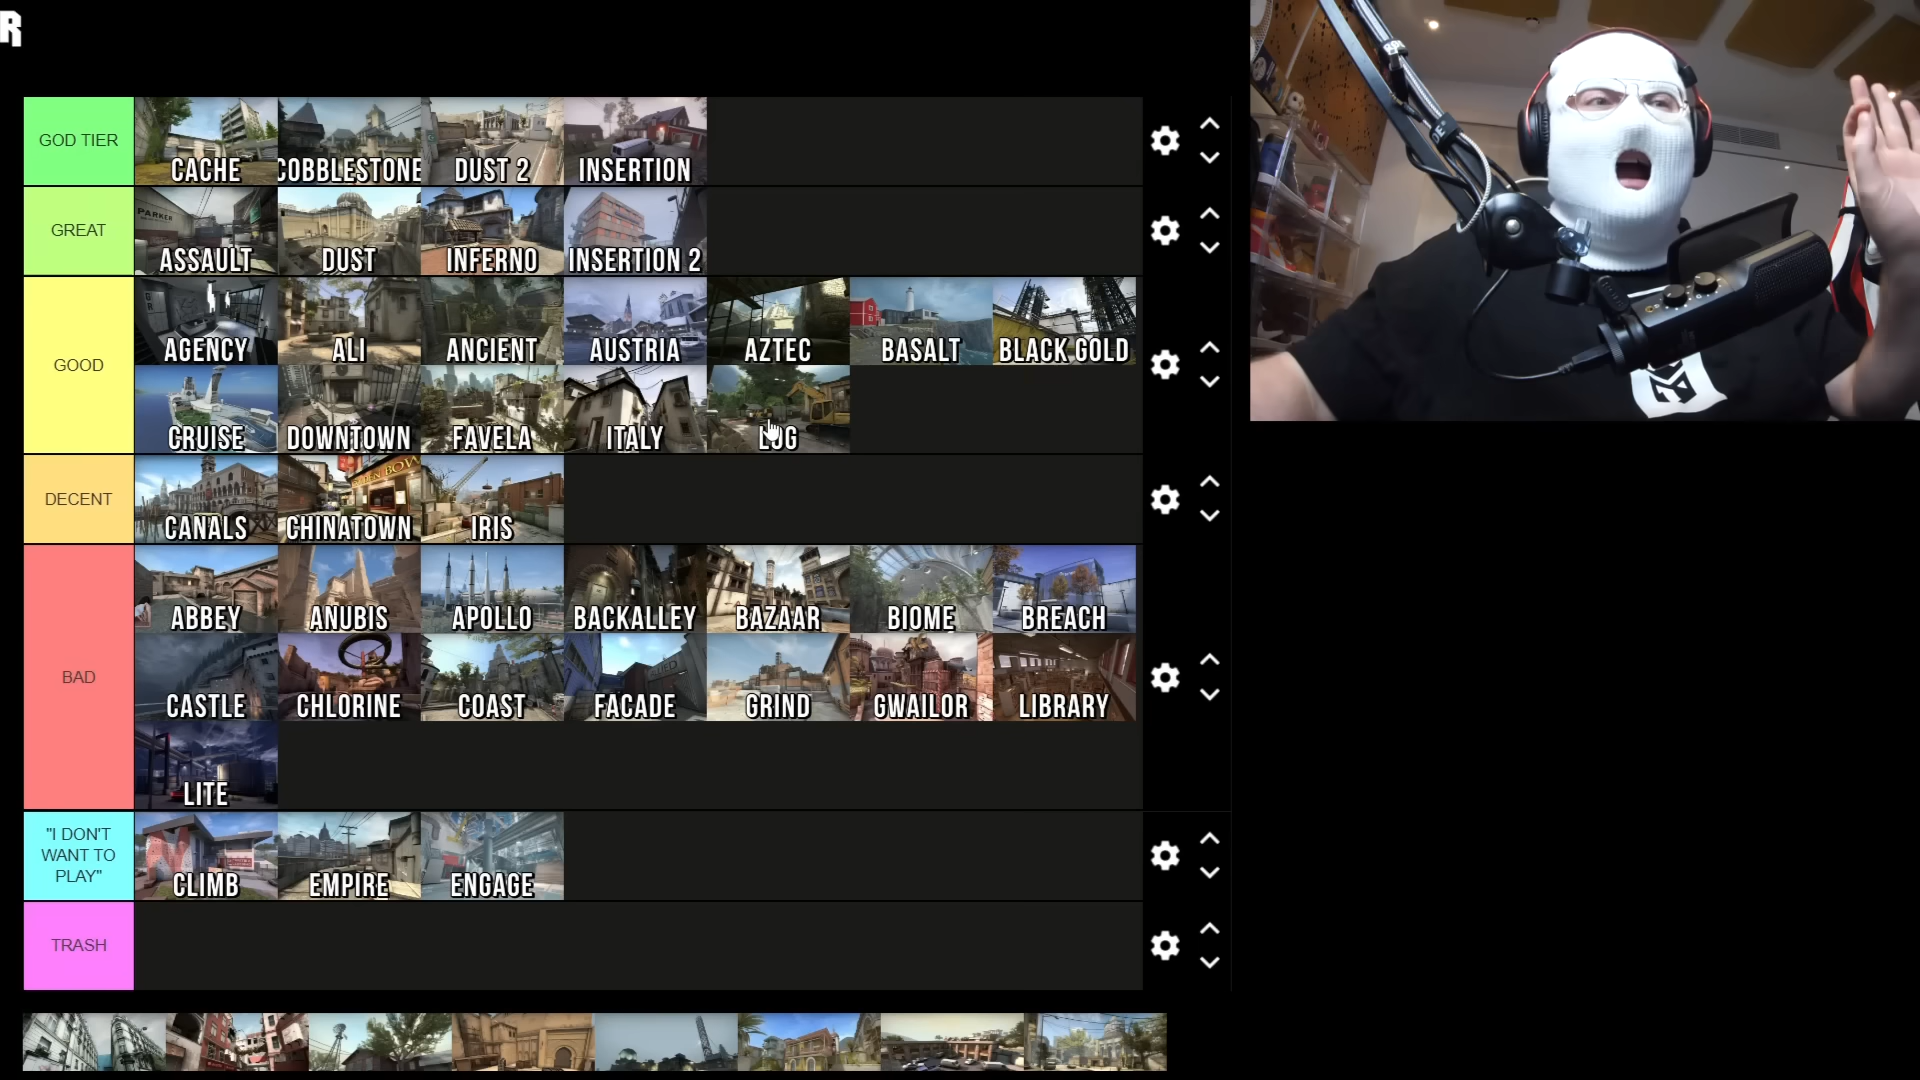 R
GOD TIER
CACHE
COBBLESTONE
DUST 2
INSERTION
GREAT
PARKER
ASSAULT
DUST
INFERNO
INSERTION 2
GOOD
AGENCY
ALI
ANCIENT
AUSTRIA
AZTEC
BASALT
BLACK GOLD
CRUISE
DOWNTOWN
FAVELA
ITALY
LOG
DECENT
CANALS
CHINATOWN
IRIS
BAD
ABBEY
ANUBIS
APOLLO
BACKALLEY
BAZAAR
BIOME
BREACH
CASTLE
CHLORINE
COAST
FACADE
GRIND
GWAILOR
LIBRARY
LITE
"I DON'T
WANT TO
PLAY"
CLIMB
EMPIRE
ENGAGE
TRASH